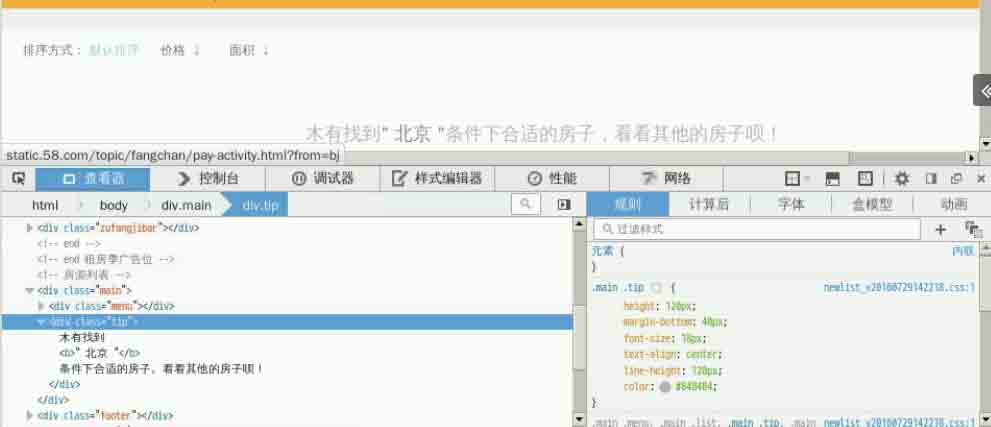 排序方式： 默认排序 价格 ↓ 面积 ↓
木有找到" 北京 "条件下合适的房子，看看其他的房子呗！
static.58.com/topic/fangchan/pay-activity.html?from=bj
查看器 控制台 调试器 样式编辑器 性能 网络
html body div.main div.tip
规则 计算后 字体 盒模型 动画
过滤样式
<div class="zufangjibar"></div>
<!-- end -->
<!-- end 租房季广告位 -->
<!-- 房源列表 -->
<div class="main">
<div class="menu"></div>
<div class="tip">
木有找到
<b>" 北京 "</b>
条件下合适的房子，看看其他的房子呗！
</div>
</div>
<div class="footer"></div>
元素 { 内联
}
.main .tip { newlist_v20160729142218.css:1
height: 120px;
margin-bottom: 40px;
font-size: 18px;
text-align: center;
line-height: 120px;
color: #848484;
}
.main .menu, .main .list, .main .tip, .main newlist_v20160729142218.css:1